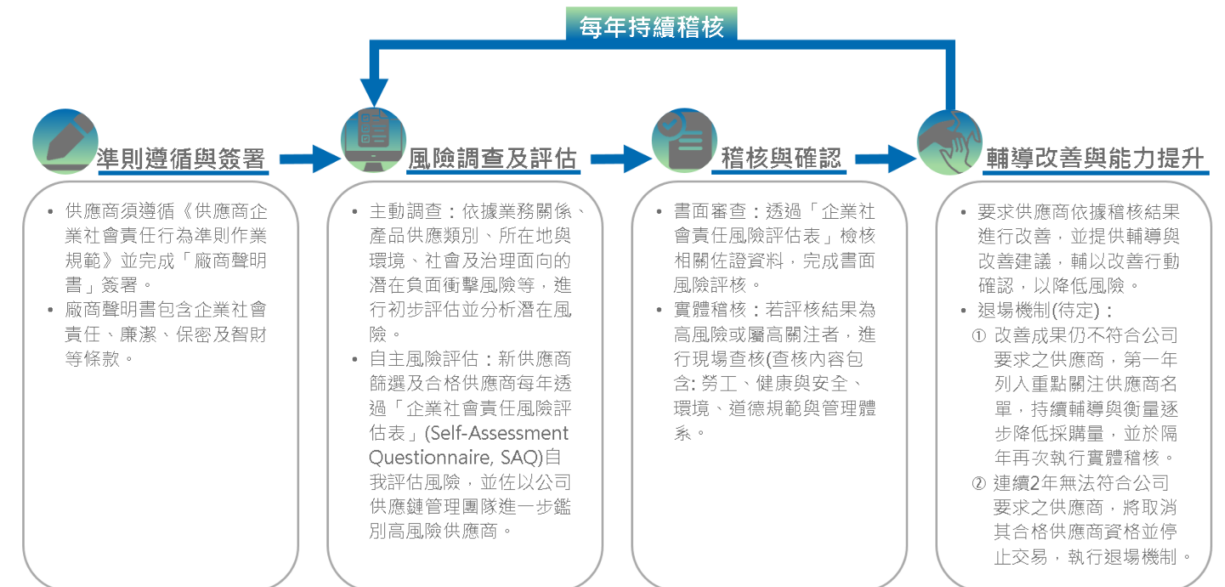 每年持續稽核
準則遵循與簽署
• 供應商須遵循《供應商企
業社會責任行為準則作業
規範》並完成「廠商聲明
書」簽署。
• 廠商聲明書包含企業社會
責任、廉潔、保密及智財
等條款。
風險調查及評估
• 主動調查：依據業務關係、
產品供應類別、所在地與
環境、社會及治理面向的
潛在負面衝擊風險等，進
行初步評估並分析潛在風
險。
• 自主風險評估：新供應商
篩選及合格供應商每年透
過「企業社會責任風險評
估表」(Self-Assessment
Questionnaire, SAQ)自
我評估風險，並佐以公司
供應鏈管理團隊進一步鑑
別高風險供應商。
稽核與確認
• 書面審查：透過「企業社
會責任風險評估表」檢核
相關佐證資料，完成書面
風險評核。
• 實體稽核：若評核結果為
高風險或屬高關注者，進
行現場查核(查核內容包
含: 勞工、健康與安全、
環境、道德規範與管理體
系。
輔導改善與能力提升
• 要求供應商依據稽核結果
進行改善，並提供輔導與
改善建議，輔以改善行動
確認，以降低風險。
• 退場機制(待定)：
① 改善成果仍不符合公司
要求之供應商，第一年
列入重點關注供應商名
單，持續輔導與衡量逐
步降低採購量，並於隔
年再次執行實體稽核。
② 連續2年無法符合公司
要求之供應商，將取消
其合格供應商資格並停
止交易，執行退場機制。